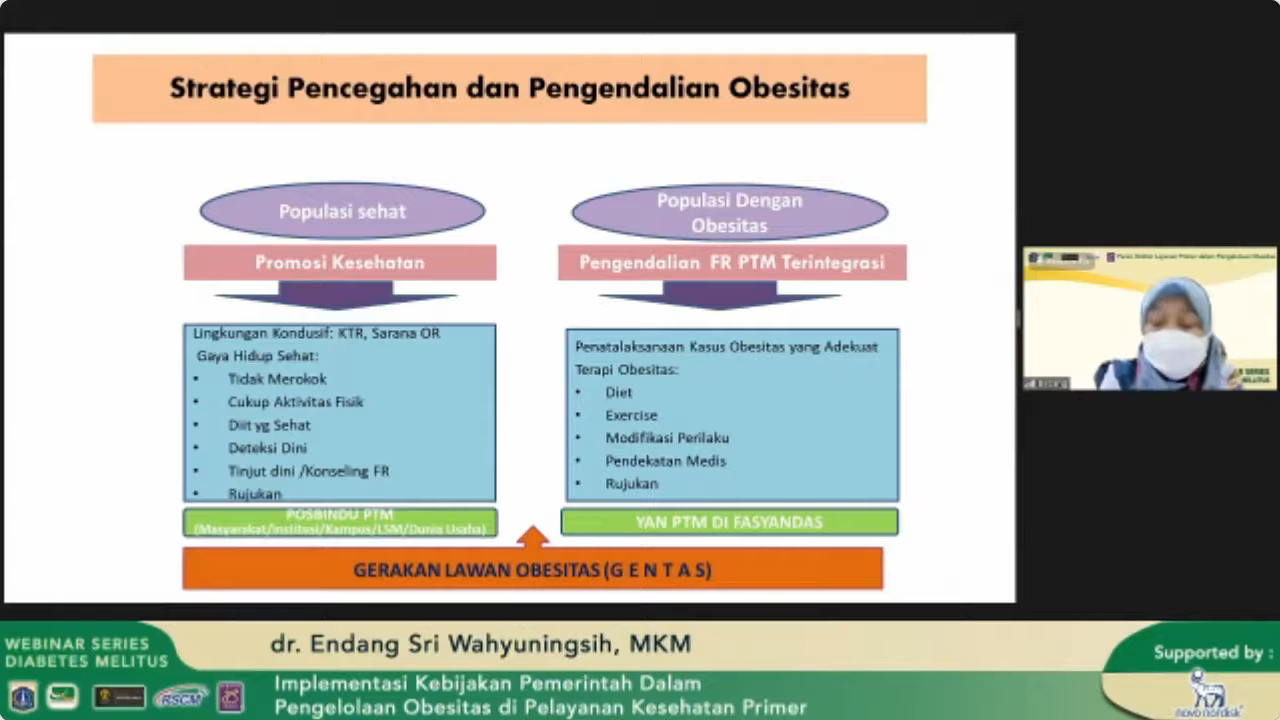 Strategi Pencegahan dan Pengendalian Obesitas
Populasi sehat
Promosi Kesehatan
Lingkungan Kondusif: KTR, Sarana OR
Gaya Hidup Sehat:
• Tidak Merokok
• Cukup Aktivitas Fisik
• Diit yg Sehat
• Deteksi Dini
• Tinjut dini /Konseling FR
• Rujukan
POSBINDU PTM
(Masyarakat/Institusi/Kampus/LSM/Dunia Usaha)
Populasi Dengan
Obesitas
Pengendalian FR PTM Terintegrasi
Penatalaksanaan Kasus Obesitas yang Adekuat
Terapi Obesitas:
• Diet
• Exercise
• Modifikasi Perilaku
• Pendekatan Medis
• Rujukan
YAN PTM DI FASYANDAS
GERAKAN LAWAN OBESITAS (G E N T A S)
WEBINAR SERIES
DIABETES MELITUS
dr. Endang Sri Wahyuningsih, MKM
Implementasi Kebijakan Pemerintah Dalam
Pengelolaan Obesitas di Pelayanan Kesehatan Primer
RSCM
Supported by :
novo nordisk